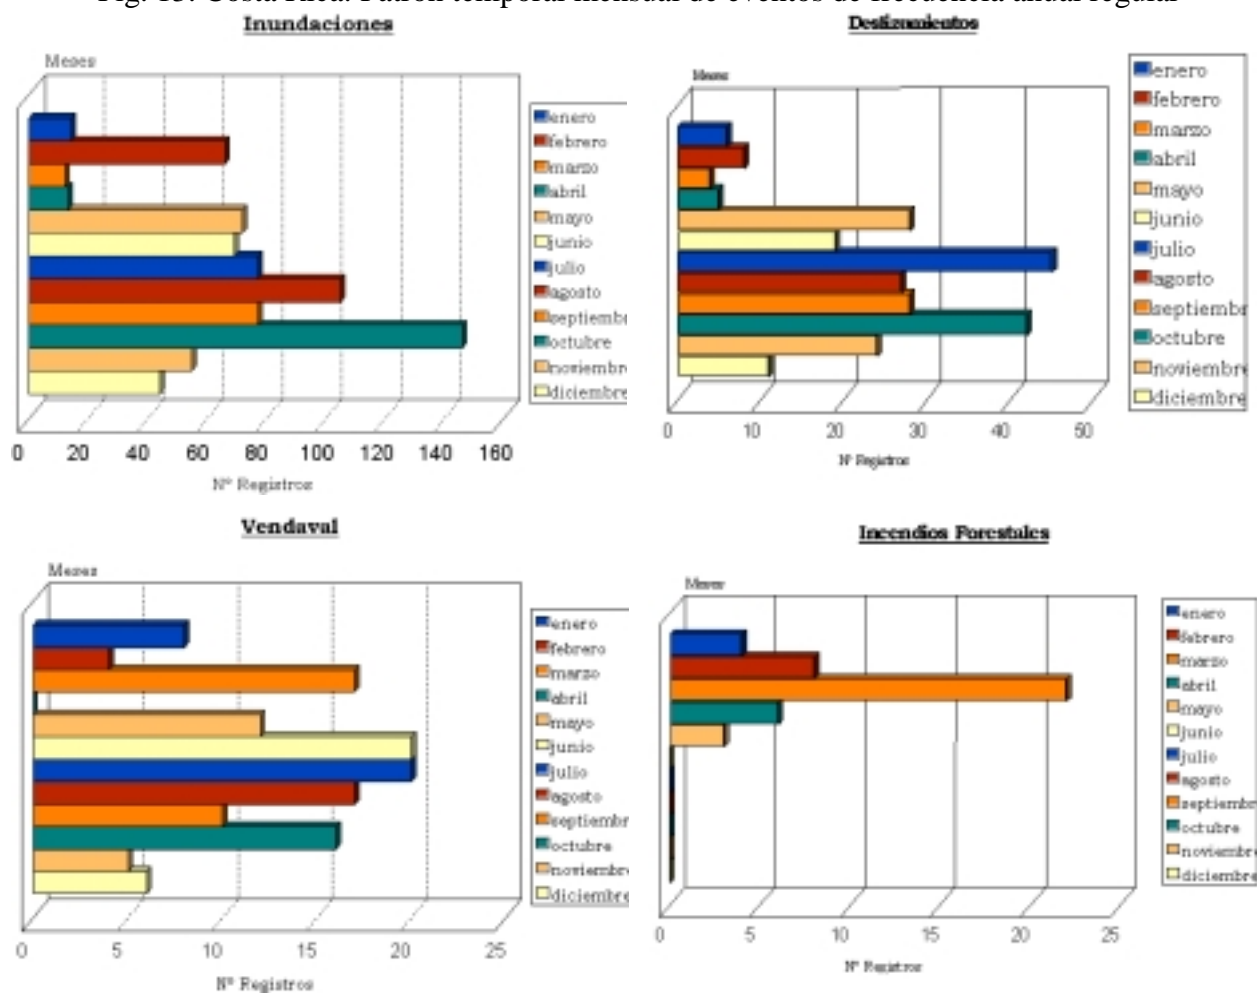 Fig. 13. Costa Rica: Patrón temporal mensual de eventos de frecuencia anual regular
Inundaciones
Meses
enero
febrero
marzo
abril
mayo
junio
julio
agosto
septiembr
octubre
noviembre
diciembre
0 20 40 60 80 100 120 140 160
Nº Registros
Deslizamientos
Meses
enero
febrero
marzo
abril
mayo
junio
julio
agosto
septiembr
octubre
noviembre
diciembre
0 10 20 30 40 50
Nº Registros
Vendaval
Meses
enero
febrero
marzo
abril
mayo
junio
julio
agosto
septiembr
octubre
noviembre
diciembre
0 5 10 15 20 25
Nº Registros
Incendios Forestales
Meses
enero
febrero
marzo
abril
mayo
junio
julio
agosto
septiembr
octubre
noviembre
diciembre
0 5 10 15 20 25
Nº Registros